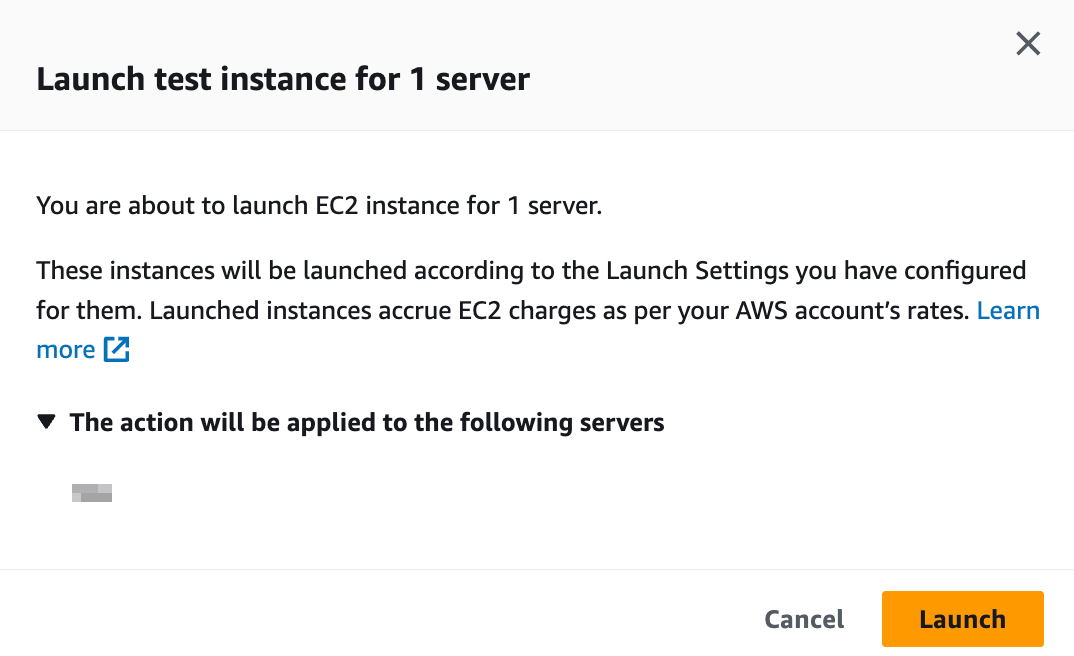 Launch test instance for 1 server
You are about to launch EC2 instance for 1 server.
These instances will be launched according to the Launch Settings you have configured
for them. Launched instances accrue EC2 charges as per your AWS account’s rates. Learn
more
The action will be applied to the following servers
Cancel
Launch